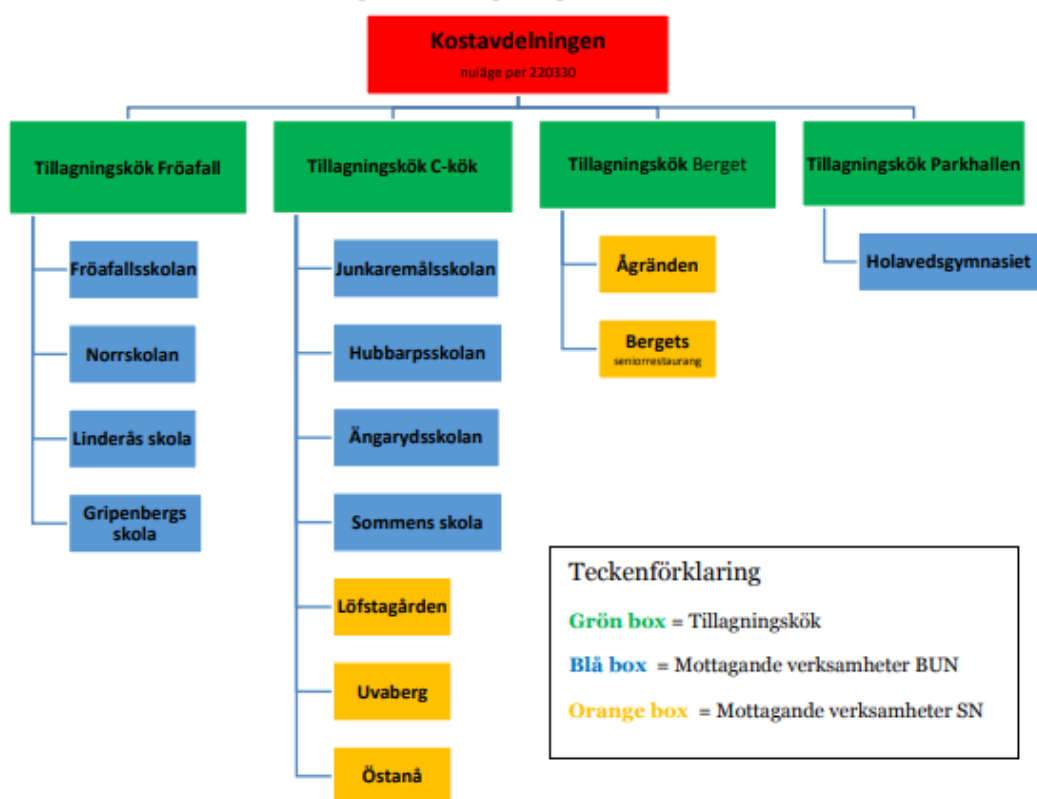 Kostavdelningen
nuläge per 220330
Tillagningskök Fröafall
Tillagningskök C-kök
Tillagningskök Berget
Tillagningskök Parkhallen
Fröafallsskolan
Norrskolan
Linderås skola
Gripenbergs
skola
Junkaremålsskolan
Hubbarpsskolan
Ängarydsskolan
Sommens skola
Löfstagården
Uvaberg
Östanå
Ågränden
Bergets
seniorrestaurang
Holavedsgymnasiet
Teckenförklaring
Grön box = Tillagningskök
Blå box = Mottagande verksamheter BUN
Orange box = Mottagande verksamheter SN